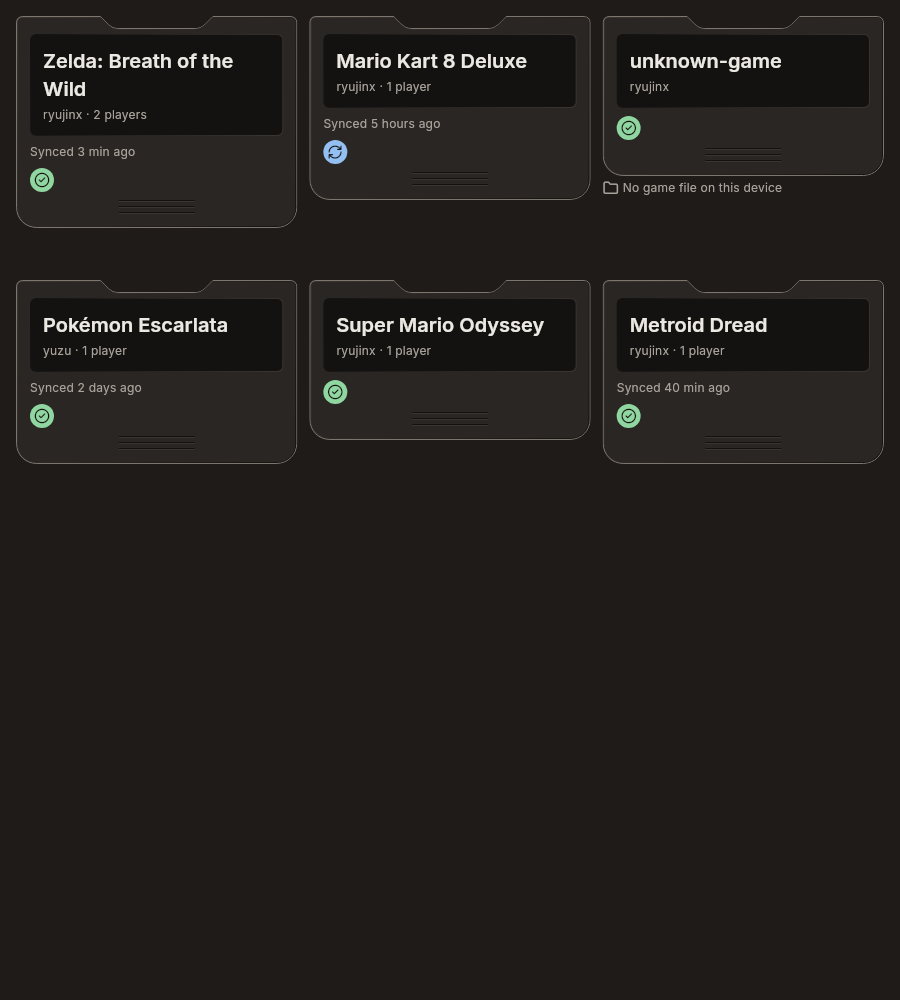 Zelda: Breath of the
Wild
ryujinx · 2 players
Synced 3 min ago
Mario Kart 8 Deluxe
ryujinx · 1 player
Synced 5 hours ago
unknown-game
ryujinx
No game file on this device
Pokémon Escarlata
yuzu · 1 player
Synced 2 days ago
Super Mario Odyssey
ryujinx · 1 player
Metroid Dread
ryujinx · 1 player
Synced 40 min ago